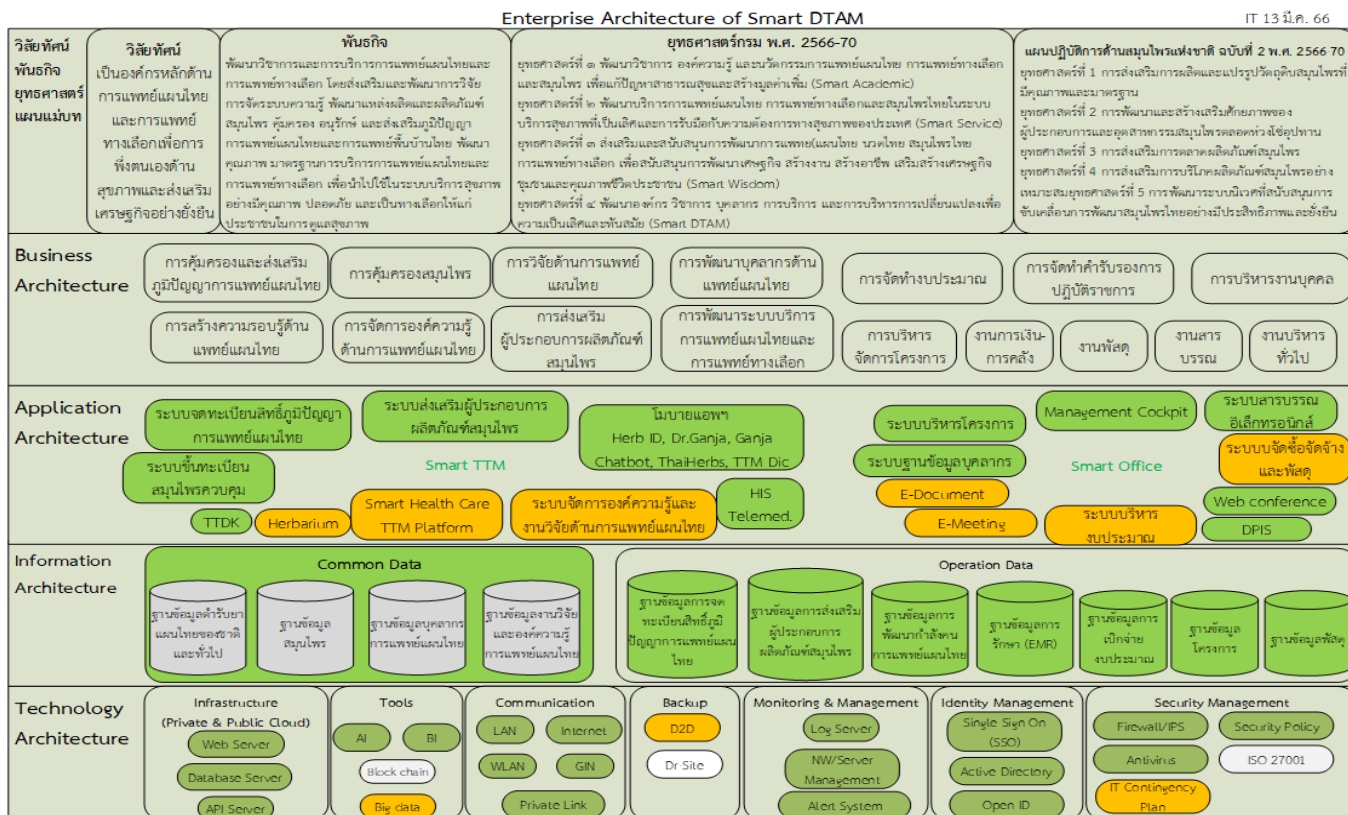 Enterprise Architecture of Smart DTAM
IT 13 มี.ค. 66
วิสัยทัศน์
พันธกิจ
ยุทธศาสตร์
แผนแม่บท
วิสัยทัศน์
เป็นองค์กรหลักด้าน
การแพทย์แผนไทย
และการแพทย์
ทางเลือกเพื่อการ
พึ่งตนเองด้าน
สุขภาพและส่งเสริม
เศรษฐกิจอย่างยั่งยืน
พันธกิจ
พัฒนาวิชาการและการบริการการแพทย์แผนไทยและ
การแพทย์ทางเลือก โดยส่งเสริมและพัฒนาการวิจัย
การจัดระบบความรู้ พัฒนาแหล่งผลิตและผลิตภัณฑ์
สมุนไพร คุ้มครอง อนุรักษ์ และส่งเสริมภูมิปัญญา
การแพทย์แผนไทยและการแพทย์พื้นบ้านไทย พัฒนา
คุณภาพ มาตรฐานการบริการการแพทย์แผนไทยและ
การแพทย์ทางเลือก เพื่อนำไปใช้ในระบบบริการสุขภาพ
อย่างมีคุณภาพ ปลอดภัย และเป็นทางเลือกให้แก่
ประชาชนในการดูแลสุขภาพ
ยุทธศาสตร์กรม พ.ศ. 2566-70
ยุทธศาสตร์ที่ ๑ พัฒนาวิชาการ องค์ความรู้ และนวัตกรรมการแพทย์แผนไทย การแพทย์ทางเลือก
และสมุนไพร เพื่อแก้ปัญหาสาธารณสุขและสร้างมูลค่าเพิ่ม (Smart Academic)
ยุทธศาสตร์ที่ ๒ พัฒนาบริการการแพทย์แผนไทย การแพทย์ทางเลือกและสมุนไพรไทยในระบบ
บริการสุขภาพที่เป็นเลิศและการรับมือกับความต้องการทางสุขภาพของประเทศ (Smart Service)
ยุทธศาสตร์ที่ ๓ ส่งเสริมและสนับสนุนการพัฒนาการแพทย์แผนไทย นวดไทย สมุนไพรไทย
การแพทย์ทางเลือก เพื่อสนับสนุนการพัฒนาเศรษฐกิจ สร้างงาน สร้างอาชีพ เสริมสร้างเศรษฐกิจ
ชุมชนและคุณภาพชีวิตประชาชน (Smart Wisdom)
ยุทธศาสตร์ที่ ๔ พัฒนาองค์กร วิชาการ บุคลากร การบริการ และการบริหารการเปลี่ยนแปลงเพื่อ
ความเป็นเลิศและทันสมัย (Smart DTAM)
แผนปฏิบัติการด้านสมุนไพรแห่งชาติ ฉบับที่ 2 พ.ศ. 2566-70
ยุทธศาสตร์ที่ 1 การส่งเสริมการผลิตและแปรรูปวัตถุดิบสมุนไพรที่
มีคุณภาพและมาตรฐาน
ยุทธศาสตร์ที่ 2 การพัฒนาและสร้างเสริมศักยภาพของ
ผู้ประกอบการและอุตสาหกรรมสมุนไพรตลอดห่วงโซ่อุปทาน
ยุทธศาสตร์ที่ 3 การส่งเสริมการตลาดผลิตภัณฑ์สมุนไพร
ยุทธศาสตร์ที่ 4 การส่งเสริมการบริโภคผลิตภัณฑ์สมุนไพรอย่าง
เหมาะสมยุทธศาสตร์ที่ 5 การพัฒนาระบบนิเวศที่สนับสนุนการ
ขับเคลื่อนการพัฒนาสมุนไพรไทยอย่างมีประสิทธิภาพและยั่งยืน
Business
Architecture
การคุ้มครองและส่งเสริม
ภูมิปัญญาการแพทย์แผนไทย
การคุ้มครองสมุนไพร
การวิจัยด้านการแพทย์
แผนไทย
การพัฒนาบุคลากรด้าน
แพทย์แผนไทย
การจัดทำงบประมาณ
การจัดทำคำรับรองการ
ปฏิบัติราชการ
การบริหารงานบุคคล
การสร้างความรอบรู้ด้าน
แพทย์แผนไทย
การจัดการองค์ความรู้
ด้านการแพทย์แผนไทย
การส่งเสริม
ผู้ประกอบการผลิตภัณฑ์
สมุนไพร
การพัฒนาระบบบริการ
การแพทย์แผนไทยและ
การแพทย์ทางเลือก
การบริหาร
จัดการโครงการ
งานการเงิน-
การคลัง
งานพัสดุ
งานสาร
บรรณ
งานบริหาร
ทั่วไป
Application
Architecture
ระบบจดทะเบียนสิทธิ์ภูมิปัญญา
การแพทย์แผนไทย
ระบบส่งเสริมผู้ประกอบการ
ผลิตภัณฑ์สมุนไพร
โมบายแอพฯ
Herb ID, Dr.Ganja, Ganja
Chatbot, ThaiHerbs, TTM Dic
ระบบบริหารโครงการ
Management Cockpit
ระบบสารบรรณ
อิเล็กทรอนิกส์
ระบบขึ้นทะเบียน
สมุนไพรควบคุม
Smart TTM
ระบบฐานข้อมูลบุคลากร
Smart Office
ระบบบจัดซื้อจัดจ้าง
และพัสดุ
TTDK
Herbarium
Smart Health Care
TTM Platform
ระบบจัดการองค์ความรู้และ
งานวิจัยด้านการแพทย์แผนไทย
HIS
Telemed.
E-Document
E-Meeting
ระบบบริหาร
งบประมาณ
Web conference
DPIS
Information
Architecture
Common Data
ฐานข้อมูลตำรับยา
แผนไทยของชาติ
และทั่วไป
ฐานข้อมูล
สมุนไพร
ฐานข้อมูลบุคลากร
การแพทย์แผนไทย
ฐานข้อมูลงานวิจัย
และองค์ความรู้
การแพทย์แผนไทย
Operation Data
ฐานข้อมูลการจด
ทะเบียนสิทธิ์ภูมิ
ปัญญาการแพทย์แผน
ไทย
ฐานข้อมูลการส่งเสริม
ผู้ประกอบการ
ผลิตภัณฑ์สมุนไพร
ฐานข้อมูลการ
พัฒนากำลังคน
การแพทย์แผนไทย
ฐานข้อมูลการ
รักษา (EMR)
ฐานข้อมูลการ
เบิกจ่าย
งบประมาณ
ฐานข้อมูล
โครงการ
ฐานข้อมูลพัสดุ
Technology
Architecture
Infrastructure
(Private & Public Cloud)
Web Server
Database Server
API Server
Tools
AI
BI
Block chain
Big data
Communication
LAN
Internet
WLAN
GIN
Private Link
Backup
D2D
Dr Site
Monitoring & Management
Log Server
NW/Server
Management
Alert System
Identity Management
Single Sign On
(SSO)
Active Directory
Open ID
Security Management
Firewall/IPS
Security Policy
Antivirus
ISO 27001
IT Contingency
Plan